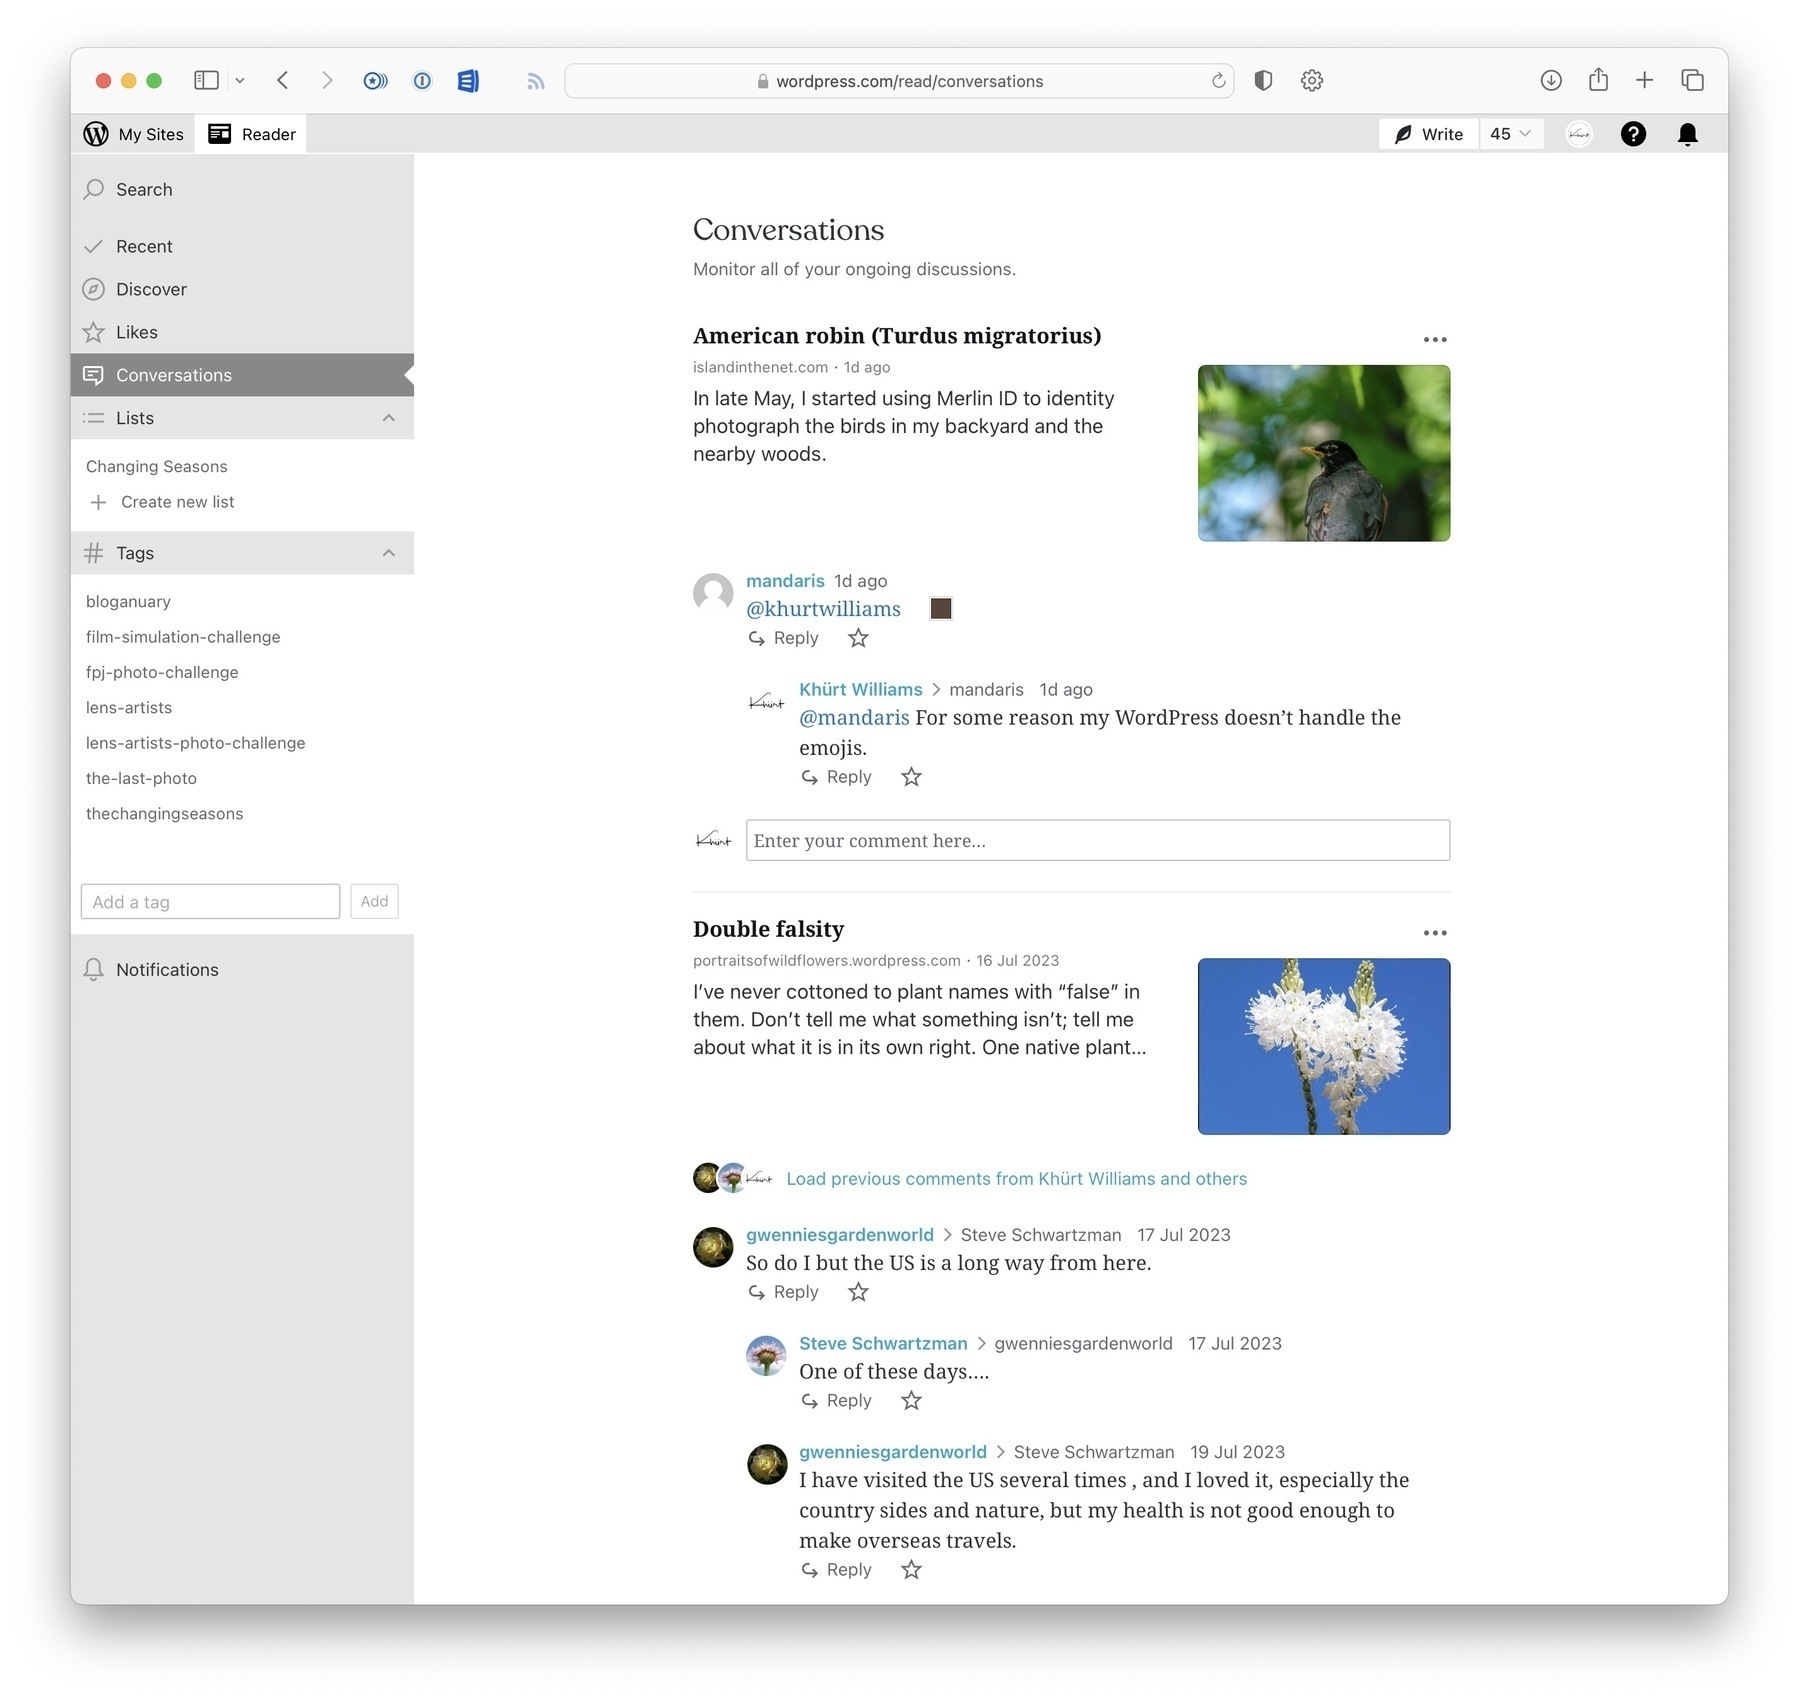 wordpress.com/read/conversations
My Sites
Reader
Write
45
Search
Recent
Discover
Likes
Conversations
Lists
Changing Seasons
Create new list
Tags
bloganuary
film-simulation-challenge
fpj-photo-challenge
lens-artists
lens-artists-photo-challenge
the-last-photo
thechangingseasons
Add a tag
Add
Notifications
Conversations
Monitor all of your ongoing discussions.
American robin (Turdus migratorius)
islandinthenet.com · 1d ago
In late May, I started using Merlin ID to identity
photograph the birds in my backyard and the
nearby woods.
mandaris 1d ago
@khurtwilliams
Reply
Khürt
Khürt Williams > mandaris 1d ago
@mandaris For some reason my WordPress doesn’t handle the
emojis.
Reply
Khürt
Enter your comment here…
Double falsity
portraitsofwildflowers.wordpress.com · 16 Jul 2023
I’ve never cottoned to plant names with “false” in
them. Don’t tell me what something isn’t; tell me
about what it is in its own right. One native plant…
Khürt
Load previous comments from Khürt Williams and others
gwenniesgardenworld > Steve Schwartzman 17 Jul 2023
So do I but the US is a long way from here.
Reply
Steve Schwartzman > gwenniesgardenworld 17 Jul 2023
One of these days….
Reply
gwenniesgardenworld > Steve Schwartzman 19 Jul 2023
I have visited the US several times , and I loved it, especially the
country sides and nature, but my health is not good enough to
make overseas travels.
Reply